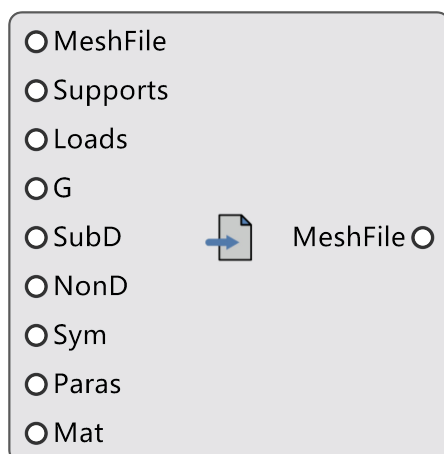 MeshFile
Supports
Loads
G
SubD
MeshFile
NonD
Sym
Paras
Mat